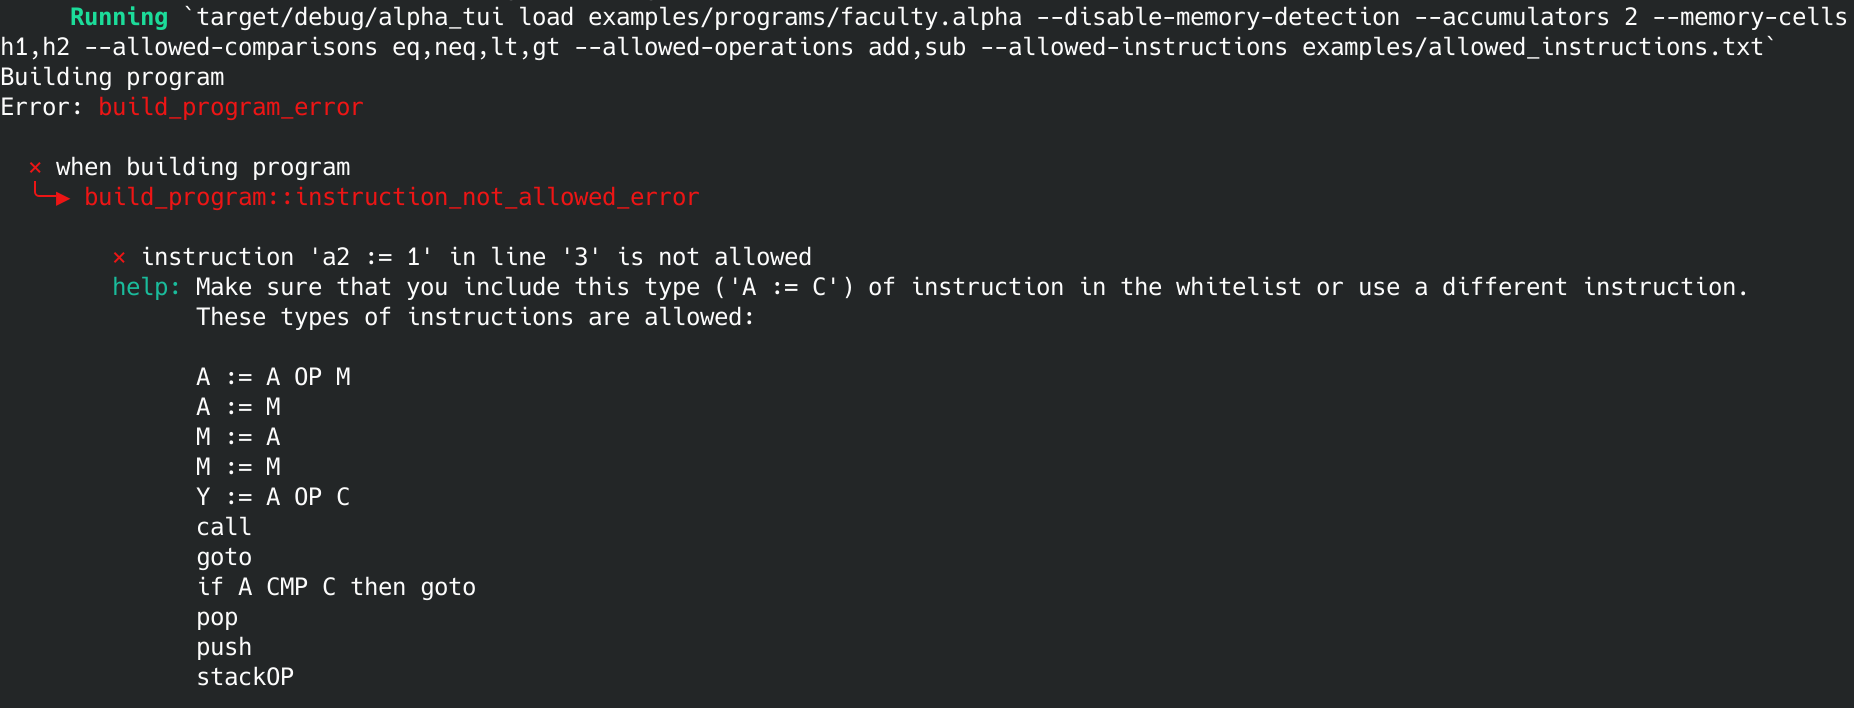 Running `target/debug/alpha_tui load examples/programs/faculty.alpha --disable-memory-detection --accumulators 2 --memory-cells
h1,h2 --allowed-comparisons eq,neq,lt,gt --allowed-operations add,sub --allowed-instructions examples/allowed_instructions.txt`
Building program
Error: build_program_error
× when building program
╰─▶ build_program::instruction_not_allowed_error
× instruction 'a2 := 1' in line '3' is not allowed
help: Make sure that you include this type ('A := C') of instruction in the whitelist or use a different instruction.
These types of instructions are allowed:
A := A OP M
A := M
M := A
M := M
Y := A OP C
call
goto
if A CMP C then goto
pop
push
stackOP